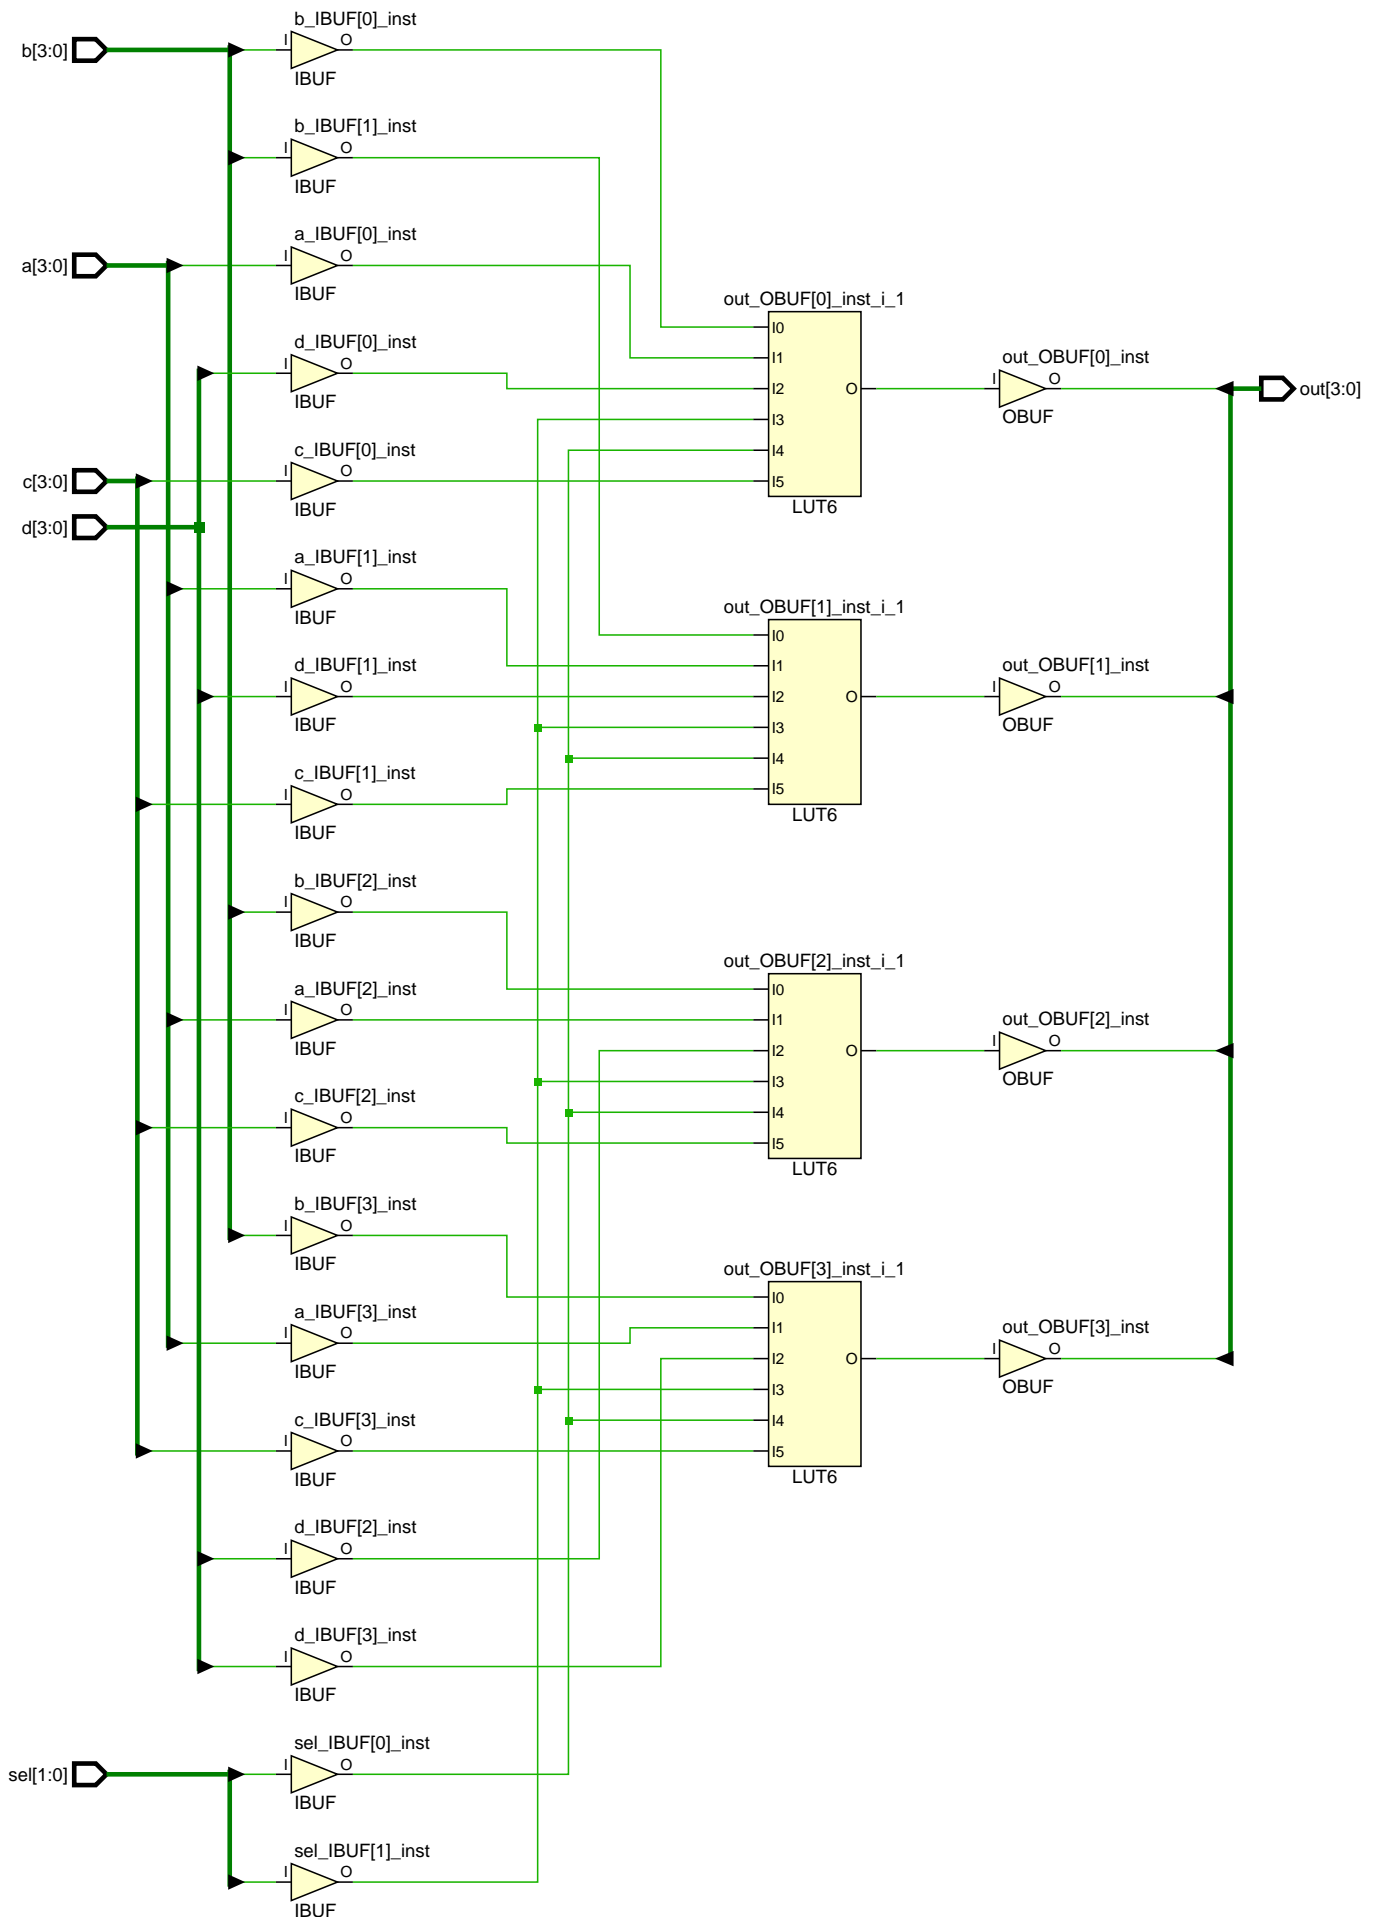 b_IBUF[0]_inst
b[3:0]
I
O
IBUF
b_IBUF[1]_inst
I
O
IBUF
a_IBUF[0]_inst
a[3:0]
I
O
IBUF
out_OBUF[0]_inst_i_1
I0
I1
I2
I3
I4
I5
O
LUT6
d_IBUF[0]_inst
I
O
IBUF
out_OBUF[0]_inst
I
O
OBUF
out[3:0]
c_IBUF[0]_inst
c[3:0]
I
O
IBUF
d[3:0]
a_IBUF[1]_inst
I
O
IBUF
out_OBUF[1]_inst_i_1
I0
I1
I2
I3
I4
I5
O
LUT6
d_IBUF[1]_inst
I
O
IBUF
out_OBUF[1]_inst
I
O
OBUF
c_IBUF[1]_inst
I
O
IBUF
b_IBUF[2]_inst
I
O
IBUF
out_OBUF[2]_inst_i_1
I0
I1
I2
I3
I4
I5
O
LUT6
a_IBUF[2]_inst
I
O
IBUF
out_OBUF[2]_inst
I
O
OBUF
c_IBUF[2]_inst
I
O
IBUF
b_IBUF[3]_inst
I
O
IBUF
out_OBUF[3]_inst_i_1
I0
I1
I2
I3
I4
I5
O
LUT6
a_IBUF[3]_inst
I
O
IBUF
out_OBUF[3]_inst
I
O
OBUF
c_IBUF[3]_inst
I
O
IBUF
d_IBUF[2]_inst
I
O
IBUF
d_IBUF[3]_inst
I
O
IBUF
sel_IBUF[0]_inst
sel[1:0]
I
O
IBUF
sel_IBUF[1]_inst
I
O
IBUF